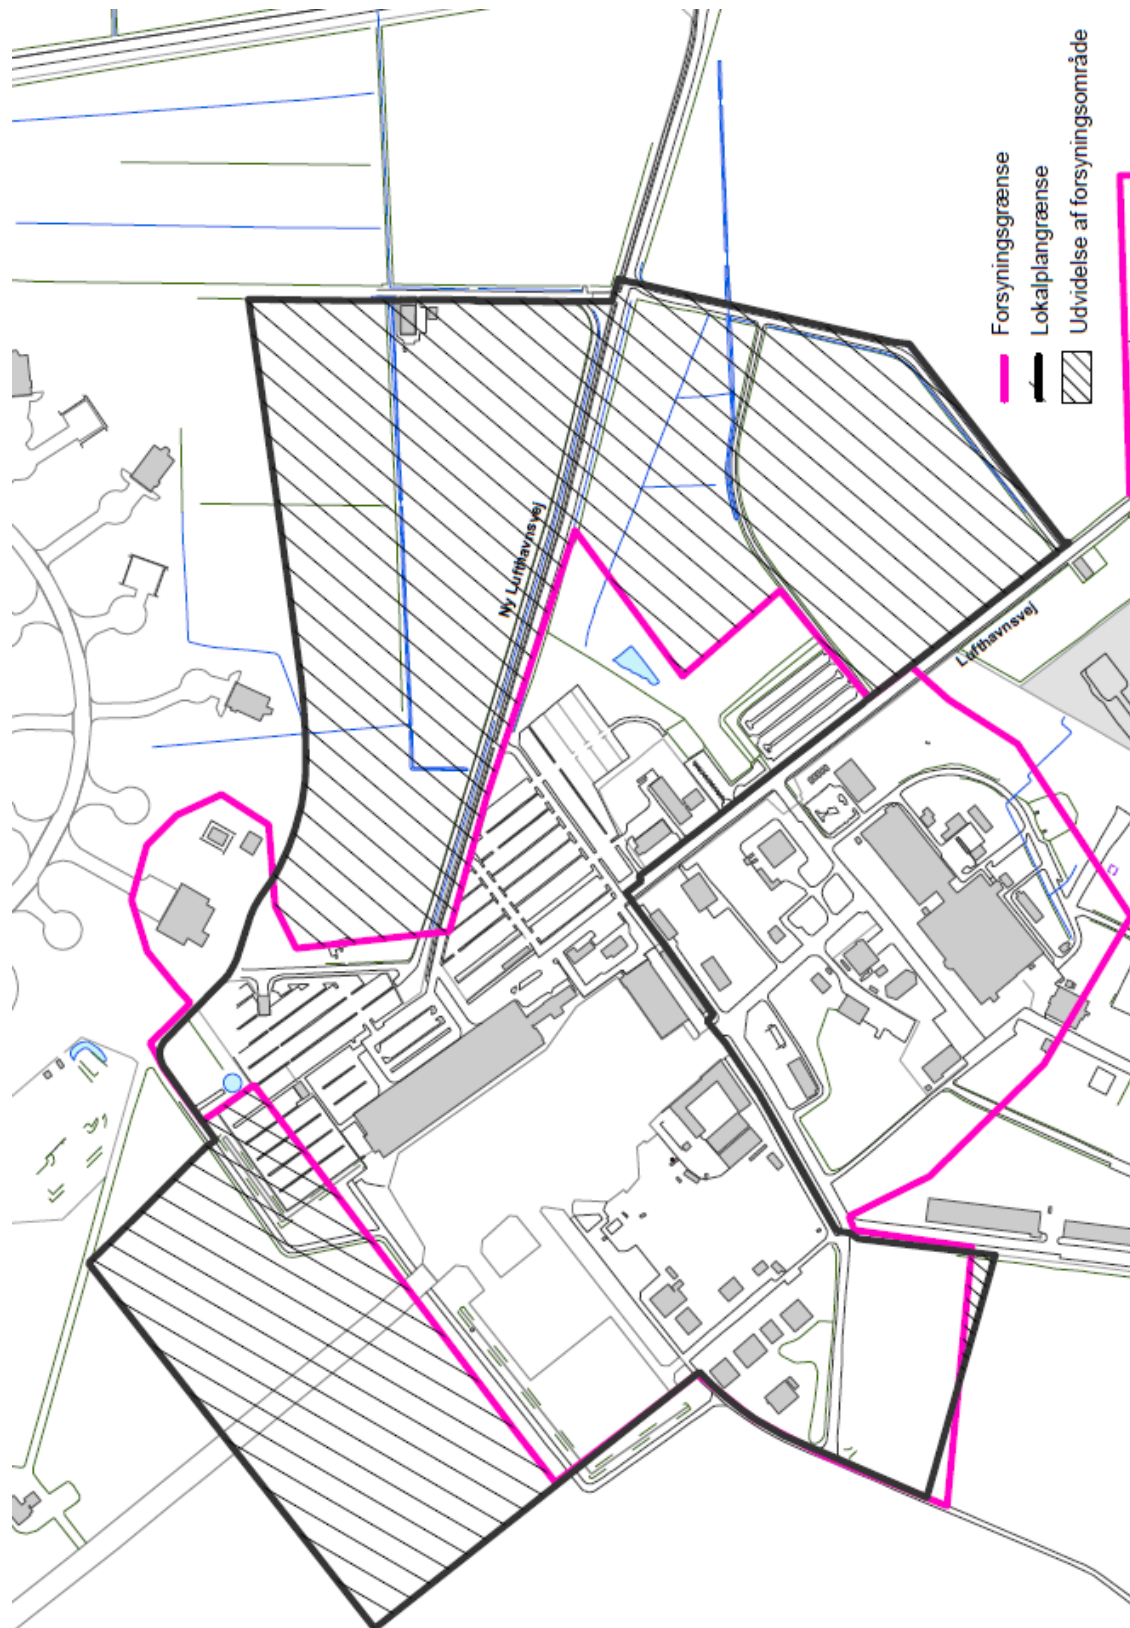 Forsyningsgrænse
Lokalplangrænse
Udvidelse af forsyningsområde
Ny Lufthavnsvej
Lufthavnsvej